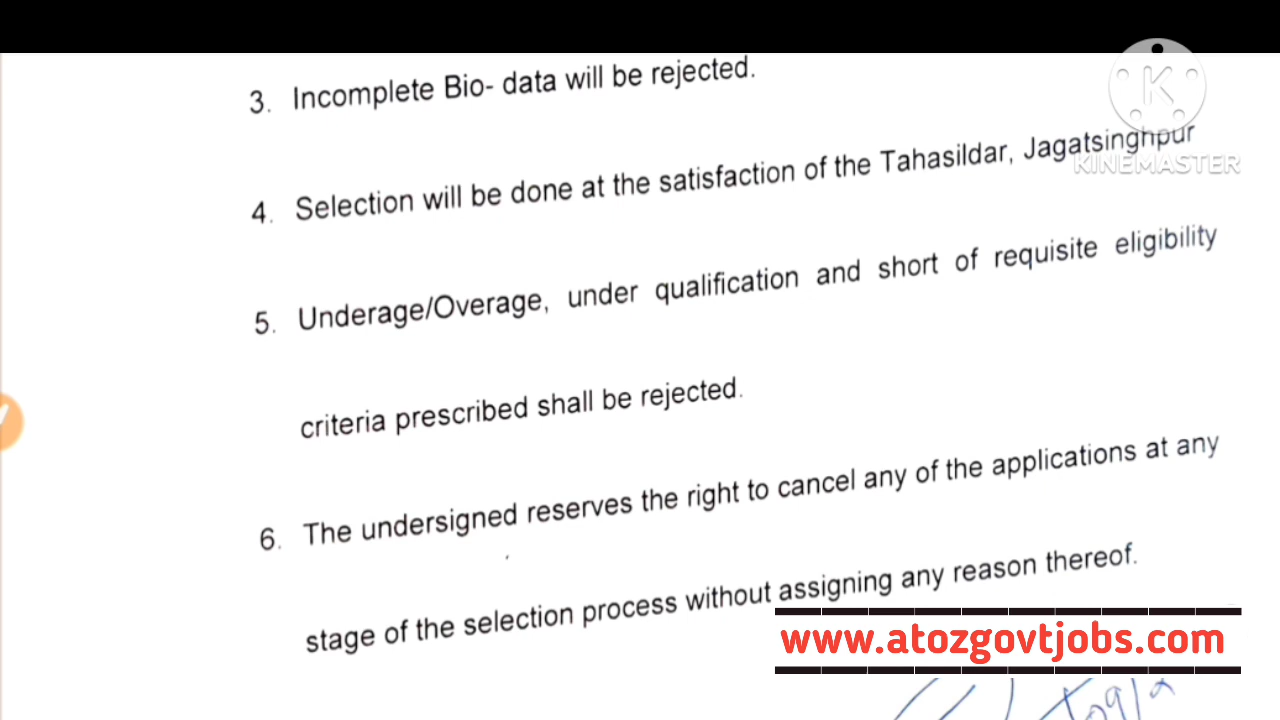 3. Incomplete Bio- data will be rejected.
KINEMASTER
4. Selection will be done at the satisfaction of the Tahasildar, Jagatsinghpur
5. Underage/Overage, under qualification and short of requisite eligibility
criteria prescribed shall be rejected.
6. The undersigned reserves the right to cancel any of the applications at any
stage of the selection process without assigning any reason thereof.
www.atozgovtjobs.com